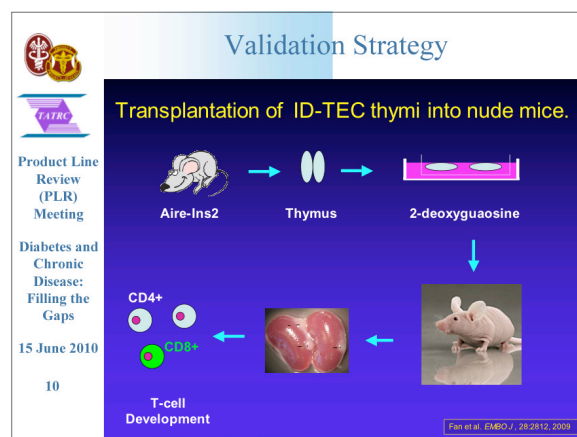 Validation Strategy
TATRC
Product Line
Review
(PLR)
Meeting
Diabetes and
Chronic
Disease:
Filling the
Gaps
15 June 2010
10
Transplantation of ID-TEC thymi into nude mice.
Aire-Ins2
Thymus
2-deoxyguaosine
CD4+
CD8+
T-cell
Development
Fan et al. EMBO J , 28:2812, 2009